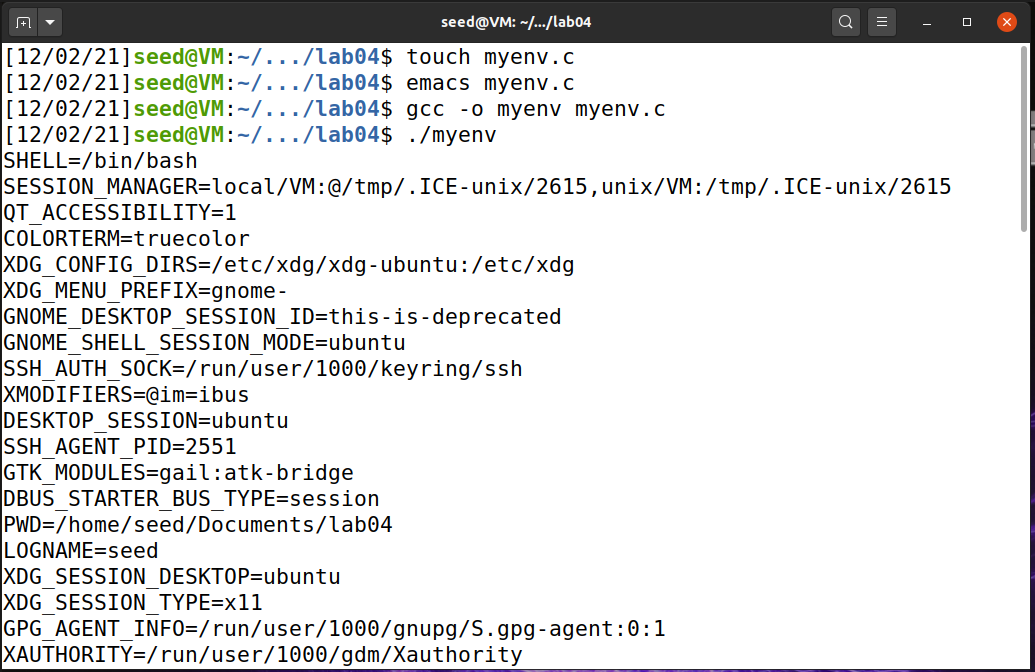 seed@VM: ~/.../lab04
[12/02/21]seed@VM:~/.../lab04$ touch myenv.c
[12/02/21]seed@VM:~/.../lab04$ emacs myenv.c
[12/02/21]seed@VM:~/.../lab04$ gcc -o myenv myenv.c
[12/02/21]seed@VM:~/.../lab04$ ./myenv
SHELL=/bin/bash
SESSION_MANAGER=local/VM:@/tmp/.ICE-unix/2615,unix/VM:/tmp/.ICE-unix/2615
QT_ACCESSIBILITY=1
COLORTERM=truecolor
XDG_CONFIG_DIRS=/etc/xdg/xdg-ubuntu:/etc/xdg
XDG_MENU_PREFIX=gnome-
GNOME_DESKTOP_SESSION_ID=this-is-deprecated
GNOME_SHELL_SESSION_MODE=ubuntu
SSH_AUTH_SOCK=/run/user/1000/keyring/ssh
XMODIFIERS=@im=ibus
DESKTOP_SESSION=ubuntu
SSH_AGENT_PID=2551
GTK_MODULES=gail:atk-bridge
DBUS_STARTER_BUS_TYPE=session
PWD=/home/seed/Documents/lab04
LOGNAME=seed
XDG_SESSION_DESKTOP=ubuntu
XDG_SESSION_TYPE=x11
GPG_AGENT_INFO=/run/user/1000/gnupg/S.gpg-agent:0:1
XAUTHORITY=/run/user/1000/gdm/Xauthority